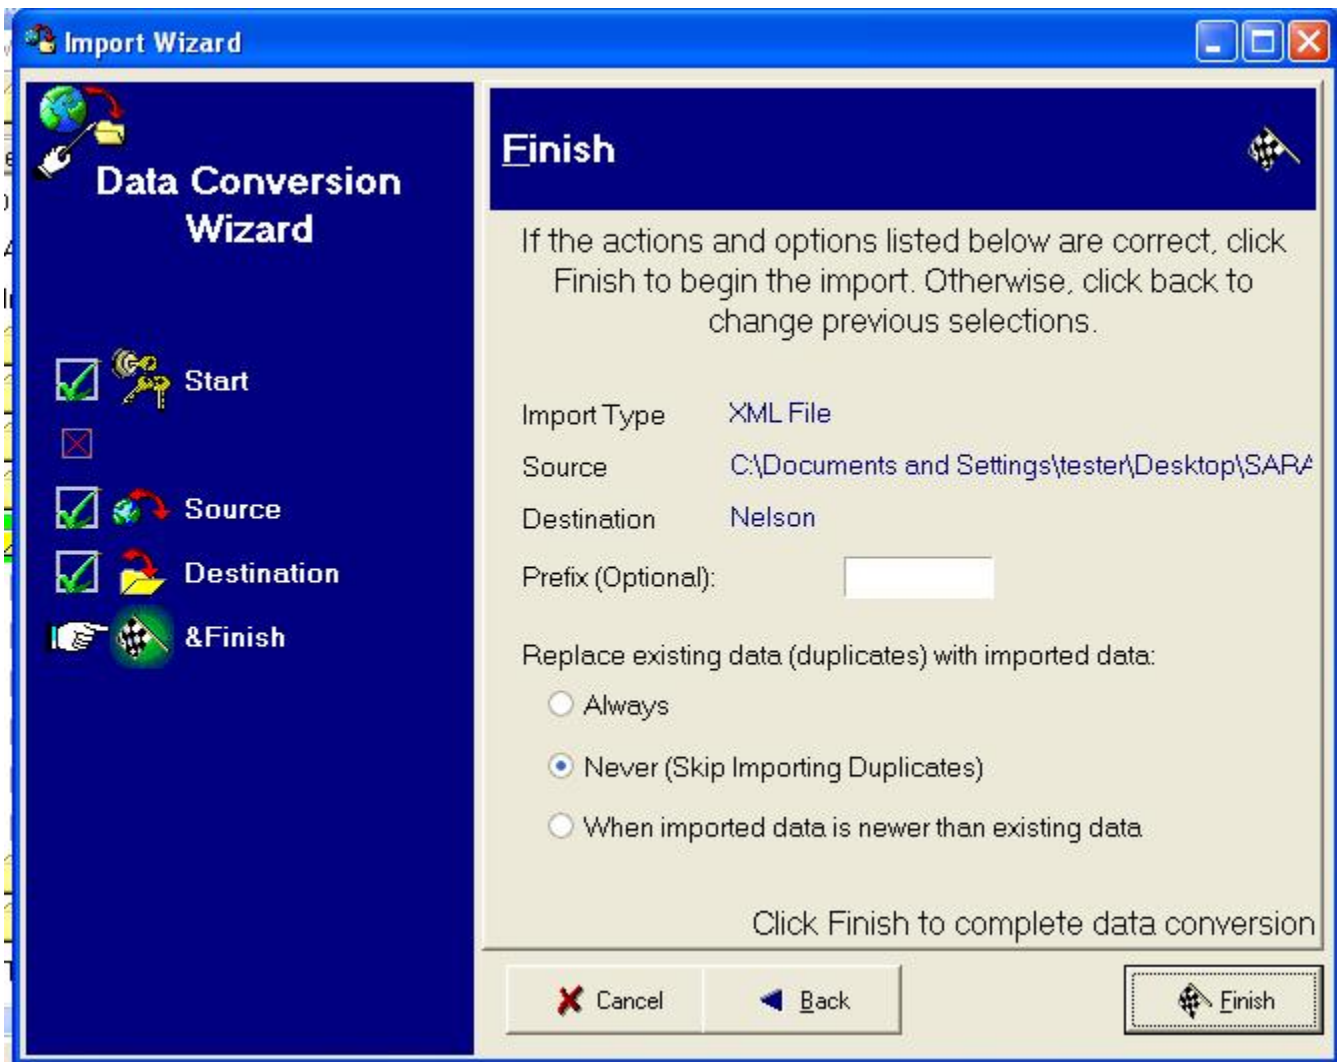 Import Wizard
Data Conversion
Wizard
Start
Source
Destination
&Finish
Finish
If the actions and options listed below are correct, click
Finish to begin the import. Otherwise, click back to
change previous selections.
Import Type XML File
Source C:\Documents and Settings\tester\Desktop\SARA
Destination Nelson
Prefix (Optional):
Replace existing data (duplicates) with imported data:
Always
Never (Skip Importing Duplicates)
When imported data is newer than existing data
Click Finish to complete data conversion
Cancel Back Finish